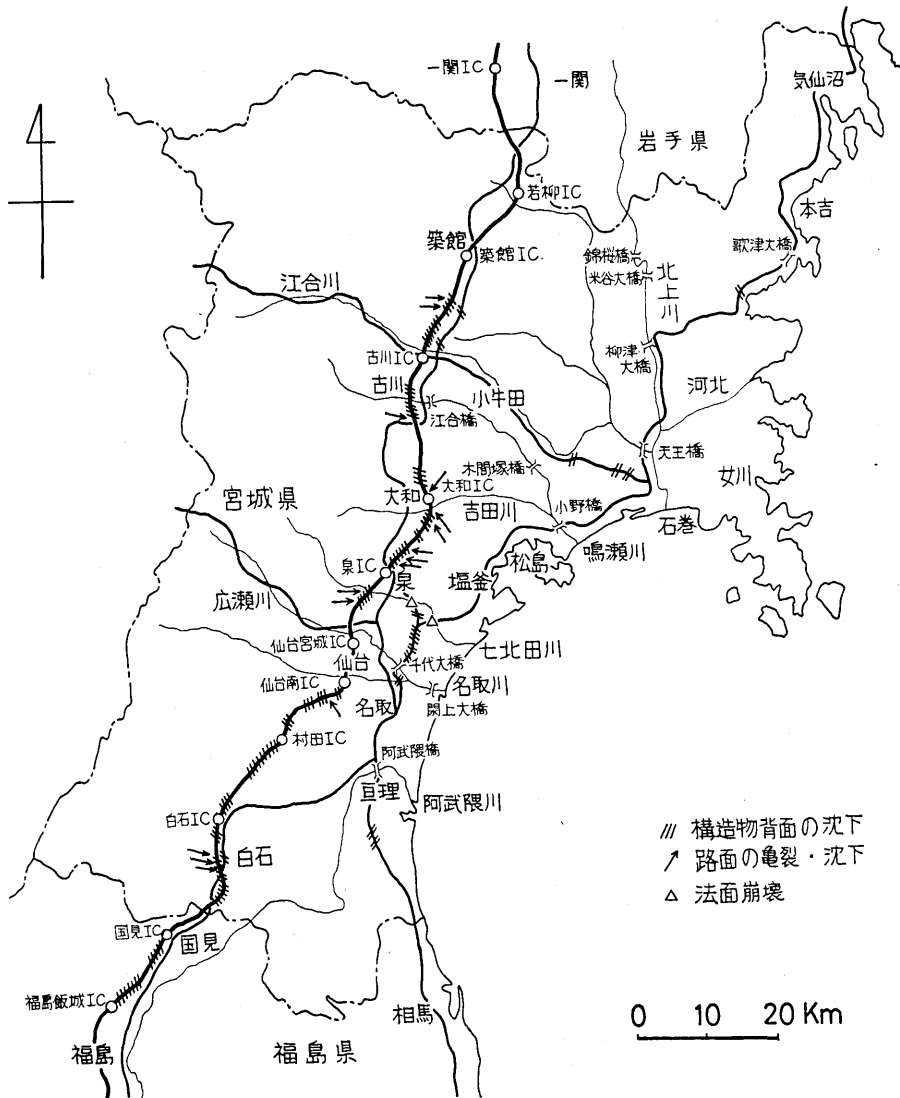 一関IC
一関
気仙沼
岩手県
若柳IC
本吉
築館
築館IC.
歌津大橋
錦桜橋
米谷大橋
北上川
江合川
柳津
大橋
古川IC
古川
河北
小牛田
江合橋
天王橋
木間塚橋
大和
大和IC
女川
宮城県
吉田川
小野橋
石巻
鳴瀬川
泉IC
泉
塩釜
松島
広瀬川
仙台宮城IC
七北田川
仙台
千代大橋
仙台南IC
名取川
名取
閖上大橋
村田IC
阿武隈橋
亘理
阿武隈川
白石IC
白石
構造物背面の沈下
路面の亀裂・沈下
法面崩壊
国見IC
国見
福島飯城IC
相馬
0 10 20 Km
福島
福島県